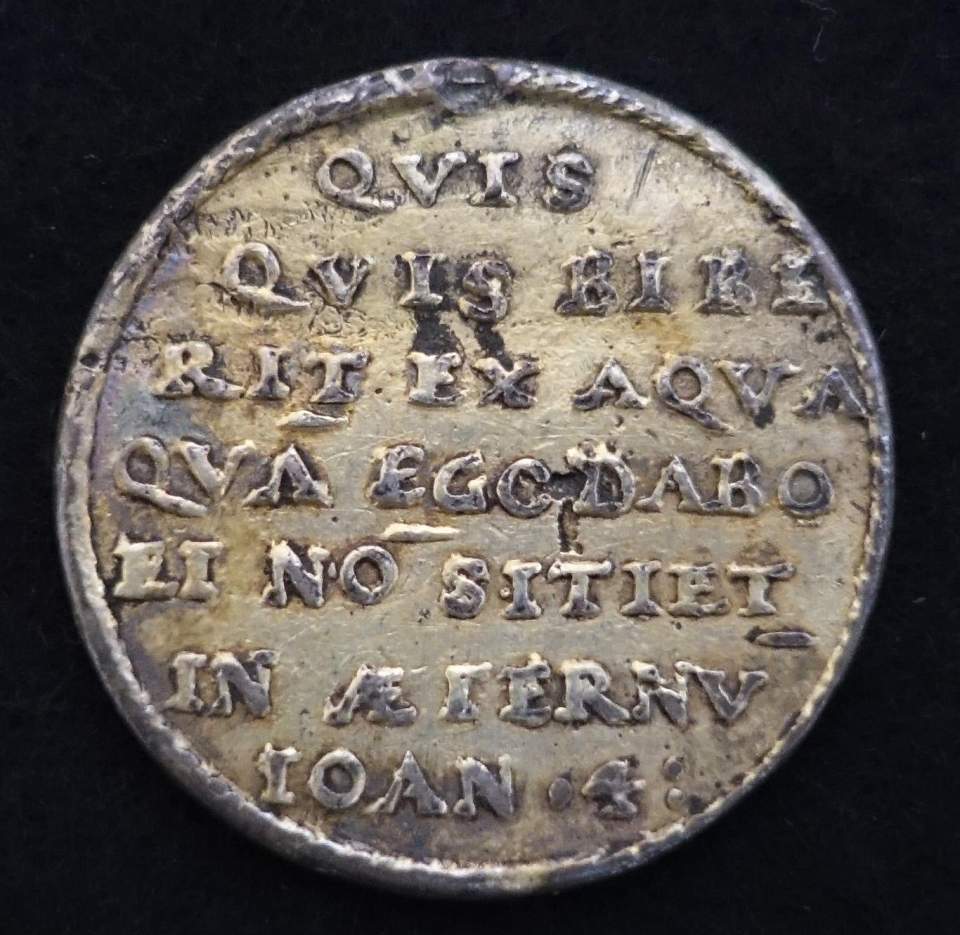 QVIS
QVIS BIBE
RIT EX AQVA
QVA EGO DABO
EI NO SITIET
IN ÆTERNV
IOAN · 4 :